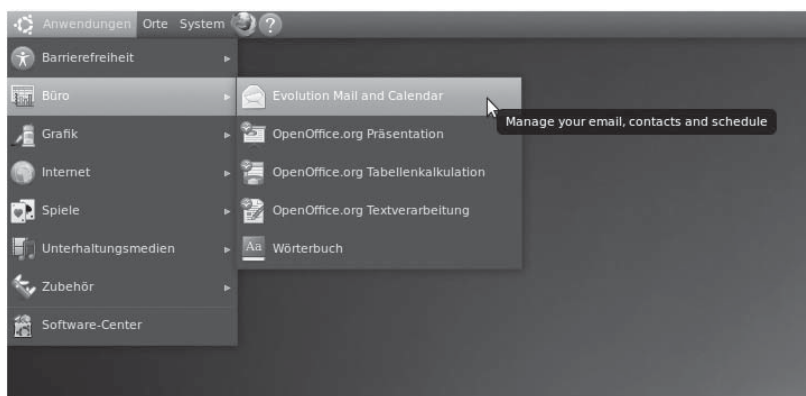 Anwendungen Orte System
Barrierefreiheit
Büro
Grafik
Internet
Spiele
Unterhaltungsmedien
Zubehör
Software-Center
Evolution Mail and Calendar
OpenOffice.org Präsentation
OpenOffice.org Tabellenkalkulation
OpenOffice.org Textverarbeitung
Aa Wörterbuch
Manage your email, contacts and schedule